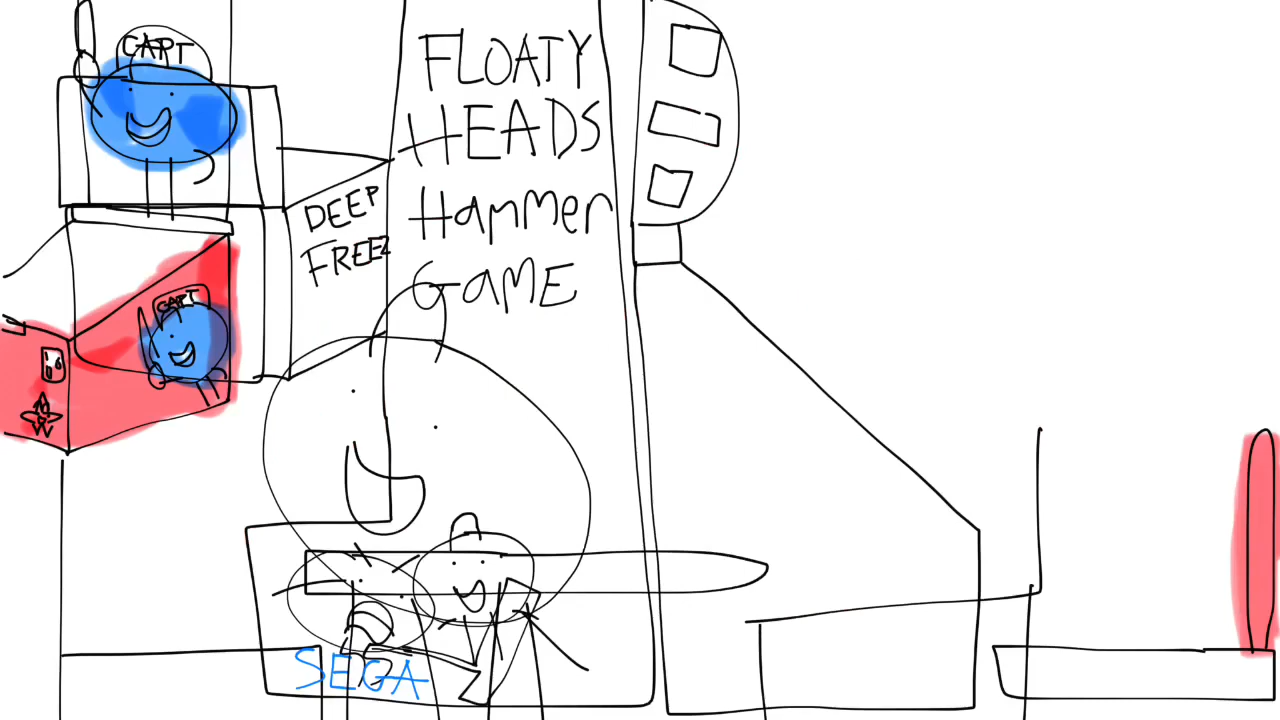 CAPT
FLOATY
HEADS
HAMMER
GAME
DEEP
FREEZ
CAPT
SEGA